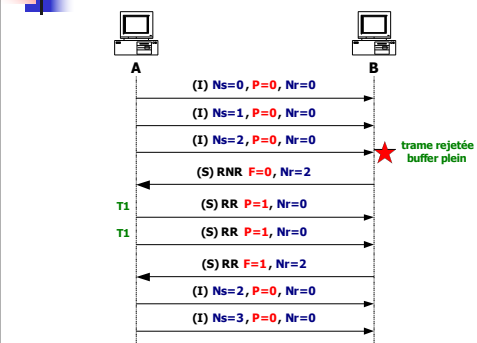 A B
(I) Ns=0, P=0, Nr=0
(I) Ns=1, P=0, Nr=0
(I) Ns=2, P=0, Nr=0
trame rejetée
buffer plein
(S) RNR F=0, Nr=2
T1 (S) RR P=1, Nr=0
T1 (S) RR P=1, Nr=0
(S) RR F=1, Nr=2
(I) Ns=2, P=0, Nr=0
(I) Ns=3, P=0, Nr=0